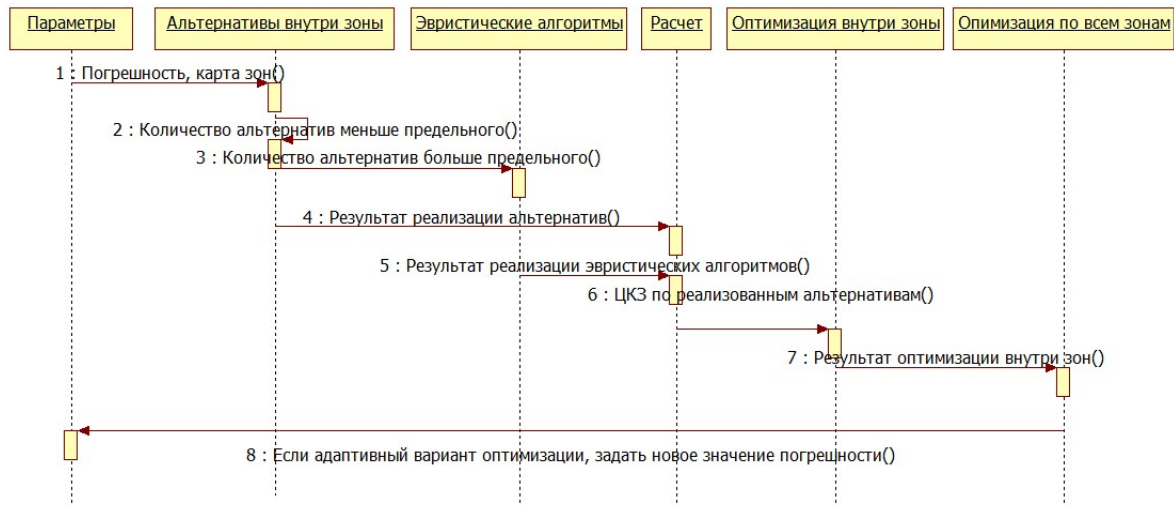 Параметры
Альтернативы внутри зоны
Эвристические алгоритмы
Расчет
Оптимизация внутри зоны
Опимизация по всем зонам
1 : Погрешность, карта зон()
2 : Количество альтернатив меньше предельного()
3 : Количество альтернатив больше предельного()
4 : Результат реализации альтернатив()
5 : Результат реализации эвристических алгоритмов()
6 : ЦКЗ по реализованным альтернативам()
7 : Результат оптимизации внутри зон()
8 : Если адаптивный вариант оптимизации, задать новое значение погрешности()